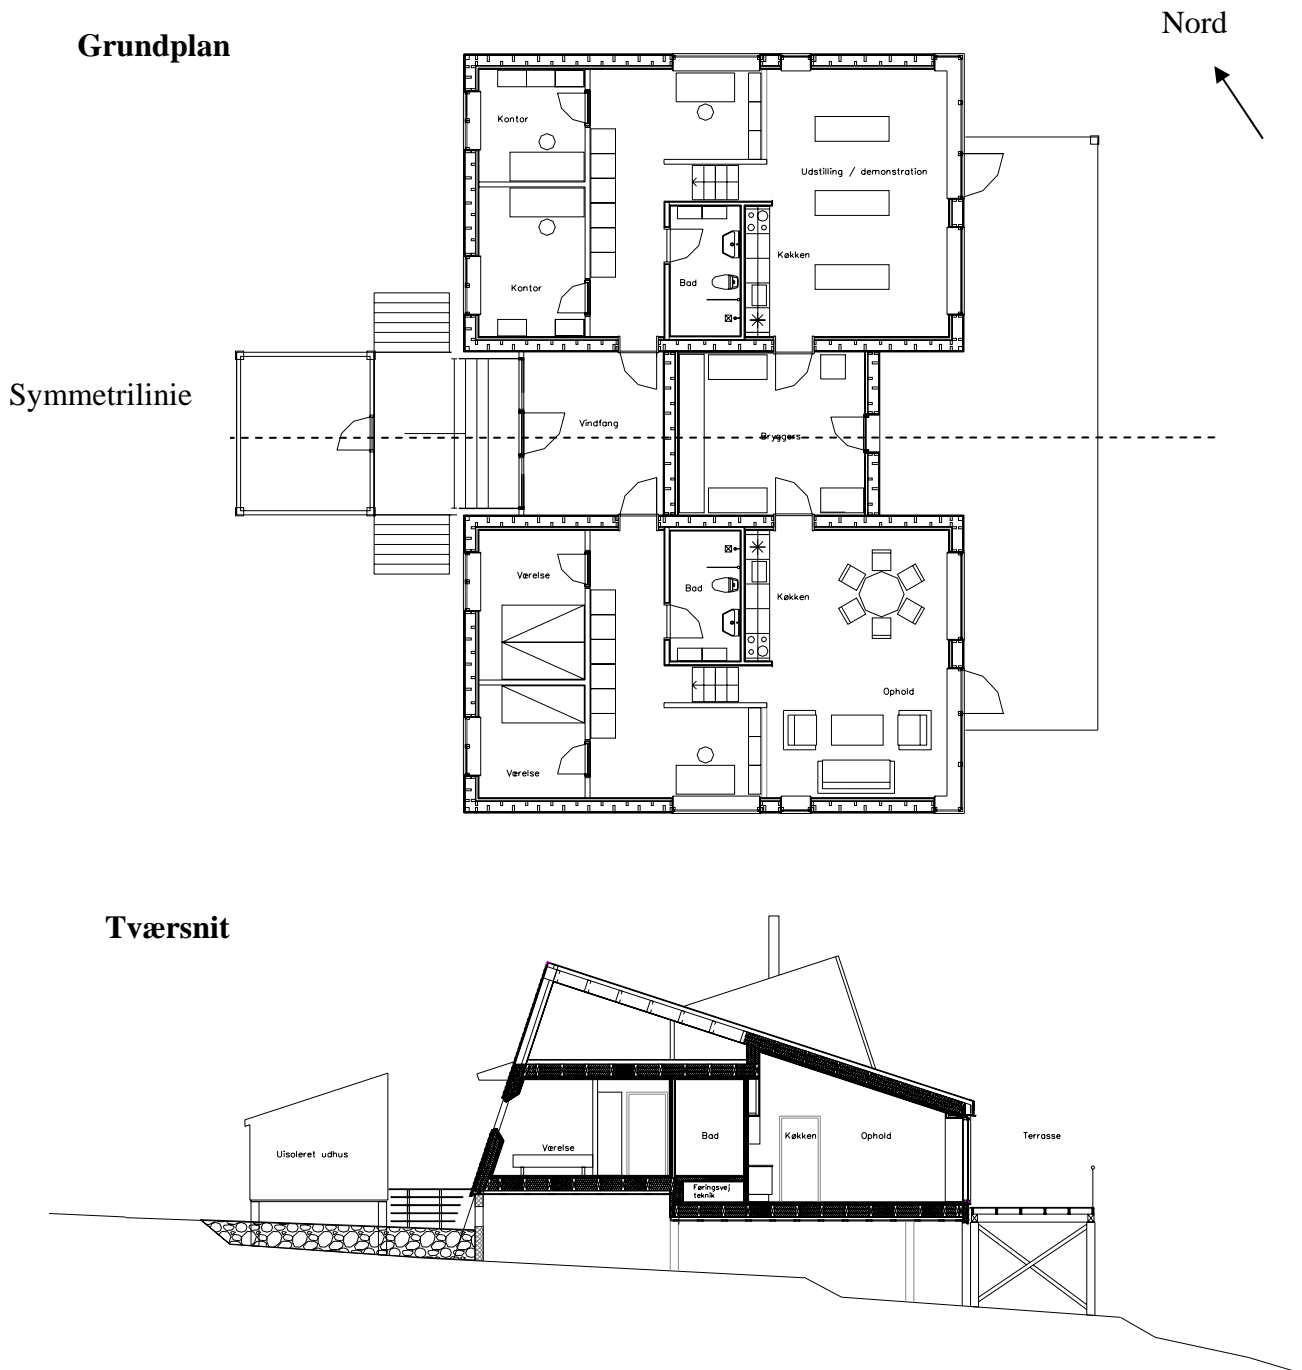 Nord
Grundplan
Kontor
Udstilling / demonstration
Køkken
Bad
Kontor
Symmetrilinie
Vindfang
Bryggers
Værelse
Bad
Køkken
Ophold
Værelse
Tværsnit
Uisoleret udhus
Værelse
Bad
Køkken
Ophold
Terrasse
Føringsvej
teknik